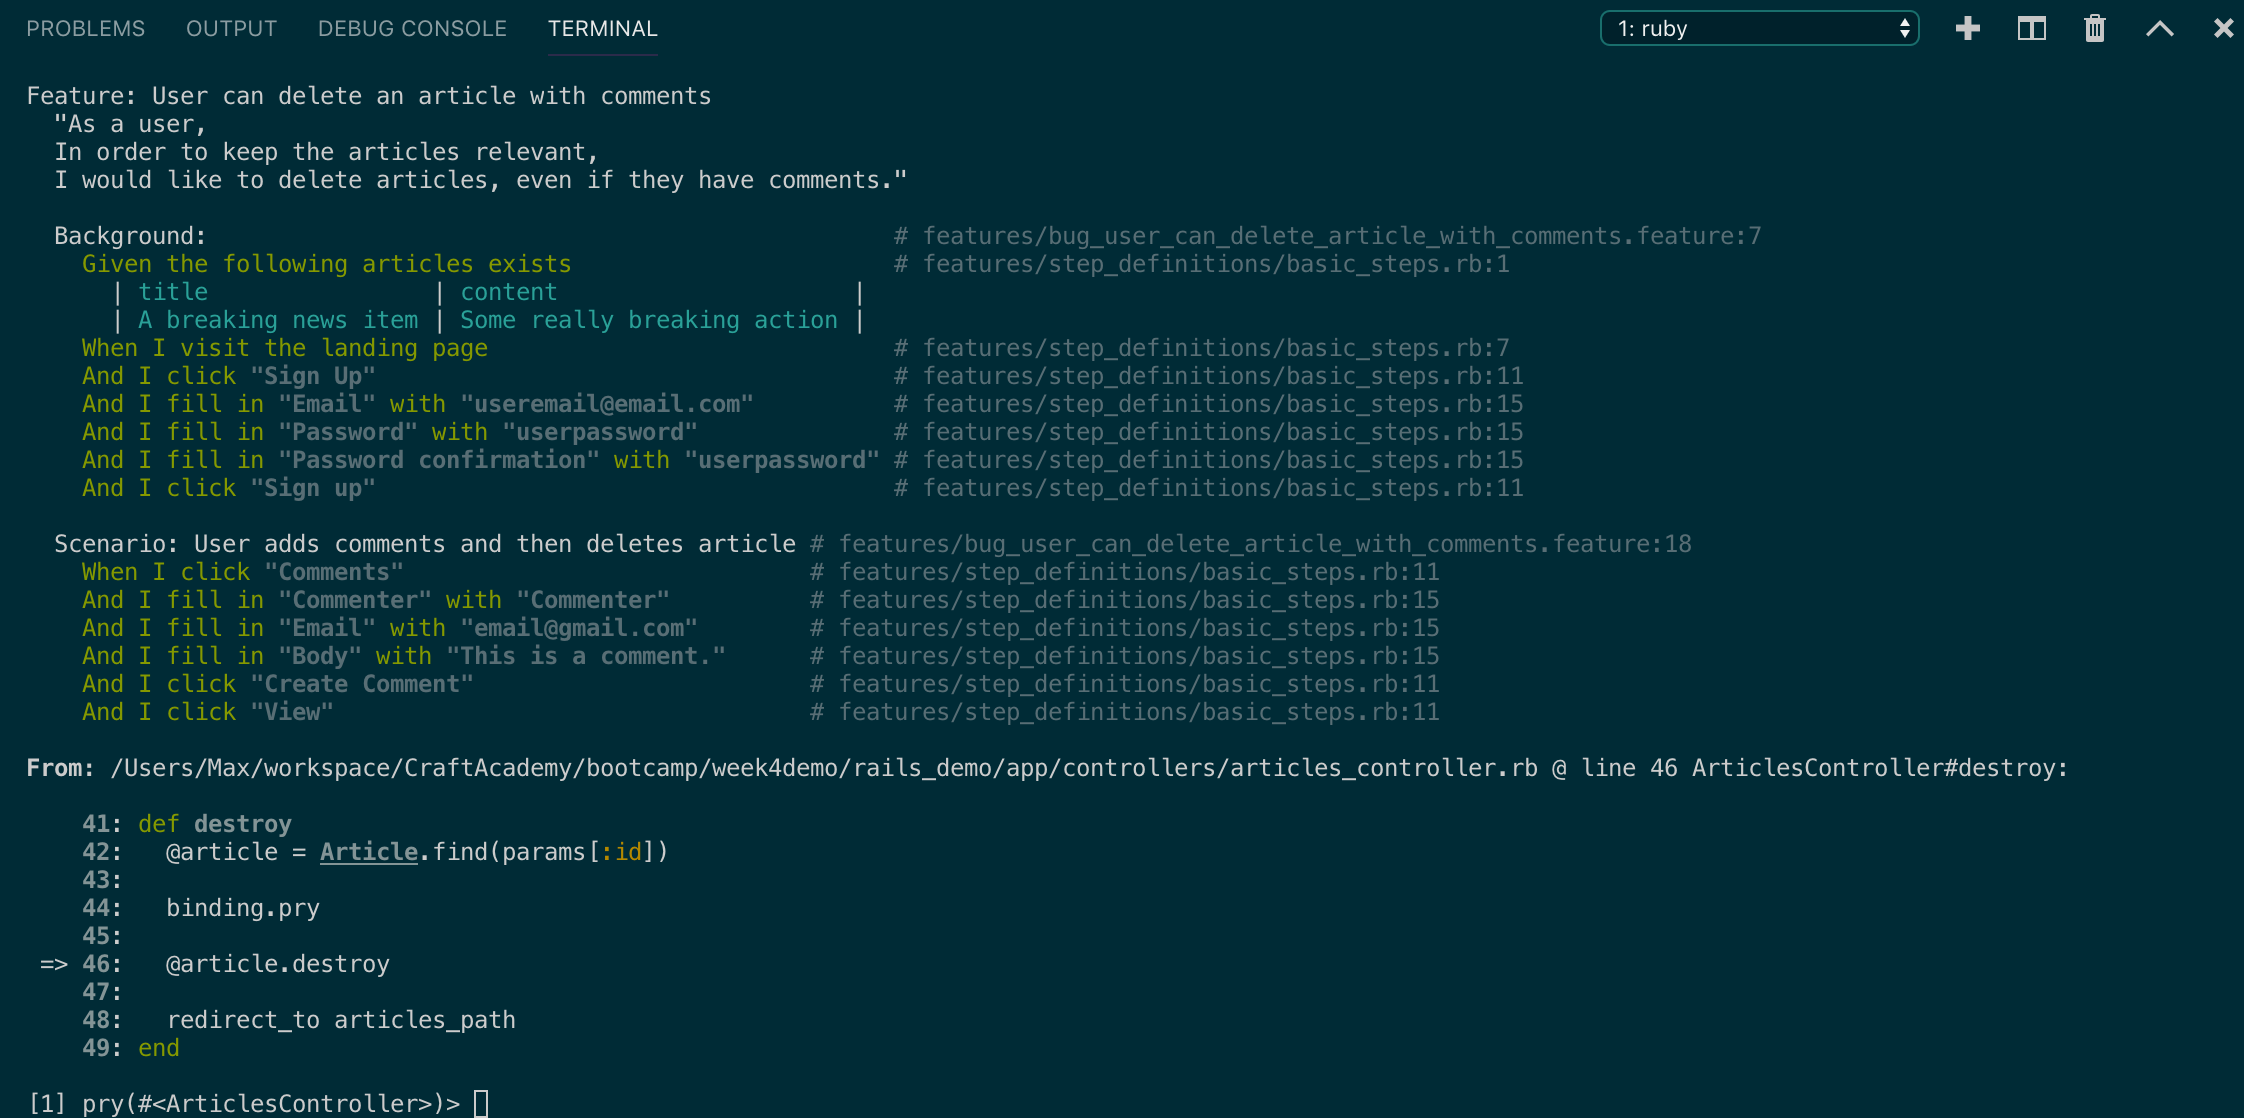 PROBLEMS OUTPUT DEBUG CONSOLE TERMINAL 1: ruby
Feature: User can delete an article with comments
"As a user,
In order to keep the articles relevant,
I would like to delete articles, even if they have comments."
Background: # features/bug_user_can_delete_article_with_comments.feature:7
Given the following articles exists # features/step_definitions/basic_steps.rb:1
| title | content |
| A breaking news item | Some really breaking action |
When I visit the landing page # features/step_definitions/basic_steps.rb:7
And I click "Sign Up" # features/step_definitions/basic_steps.rb:11
And I fill in "Email" with "useremail@email.com" # features/step_definitions/basic_steps.rb:15
And I fill in "Password" with "userpassword" # features/step_definitions/basic_steps.rb:15
And I fill in "Password confirmation" with "userpassword" # features/step_definitions/basic_steps.rb:15
And I click "Sign up" # features/step_definitions/basic_steps.rb:11
Scenario: User adds comments and then deletes article # features/bug_user_can_delete_article_with_comments.feature:18
When I click "Comments" # features/step_definitions/basic_steps.rb:11
And I fill in "Commenter" with "Commenter" # features/step_definitions/basic_steps.rb:15
And I fill in "Email" with "email@gmail.com" # features/step_definitions/basic_steps.rb:15
And I fill in "Body" with "This is a comment." # features/step_definitions/basic_steps.rb:15
And I click "Create Comment" # features/step_definitions/basic_steps.rb:11
And I click "View" # features/step_definitions/basic_steps.rb:11
From: /Users/Max/workspace/CraftAcademy/bootcamp/week4demo/rails_demo/app/controllers/articles_controller.rb @ line 46 ArticlesController#destroy:
41: def destroy
42: @article = Article.find(params[:id])
43:
44: binding.pry
45:
=> 46: @article.destroy
47:
48: redirect_to articles_path
49: end
[1] pry(#<ArticlesController>)>